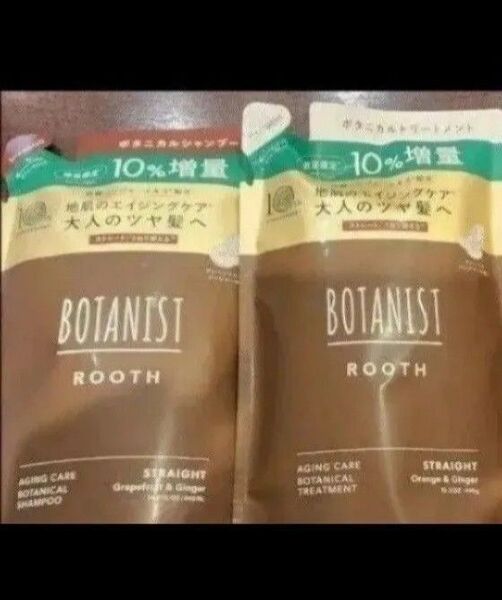 ボタニカルシャンプー
10%増量
地肌のエイジングケア
大人のツヤ髪へ
BOTANIST
ROOTH
AGING CARE
BOTANICAL
SHAMPOO
STRAIGHT
Grapefruit & Ginger
ボタニカルトリートメント
数量限定
10%増量
地肌のエイジングケア
大人のツヤ髪へ
BOTANIST
ROOTH
AGING CARE
BOTANICAL
TREATMENT
STRAIGHT
Orange & Ginger